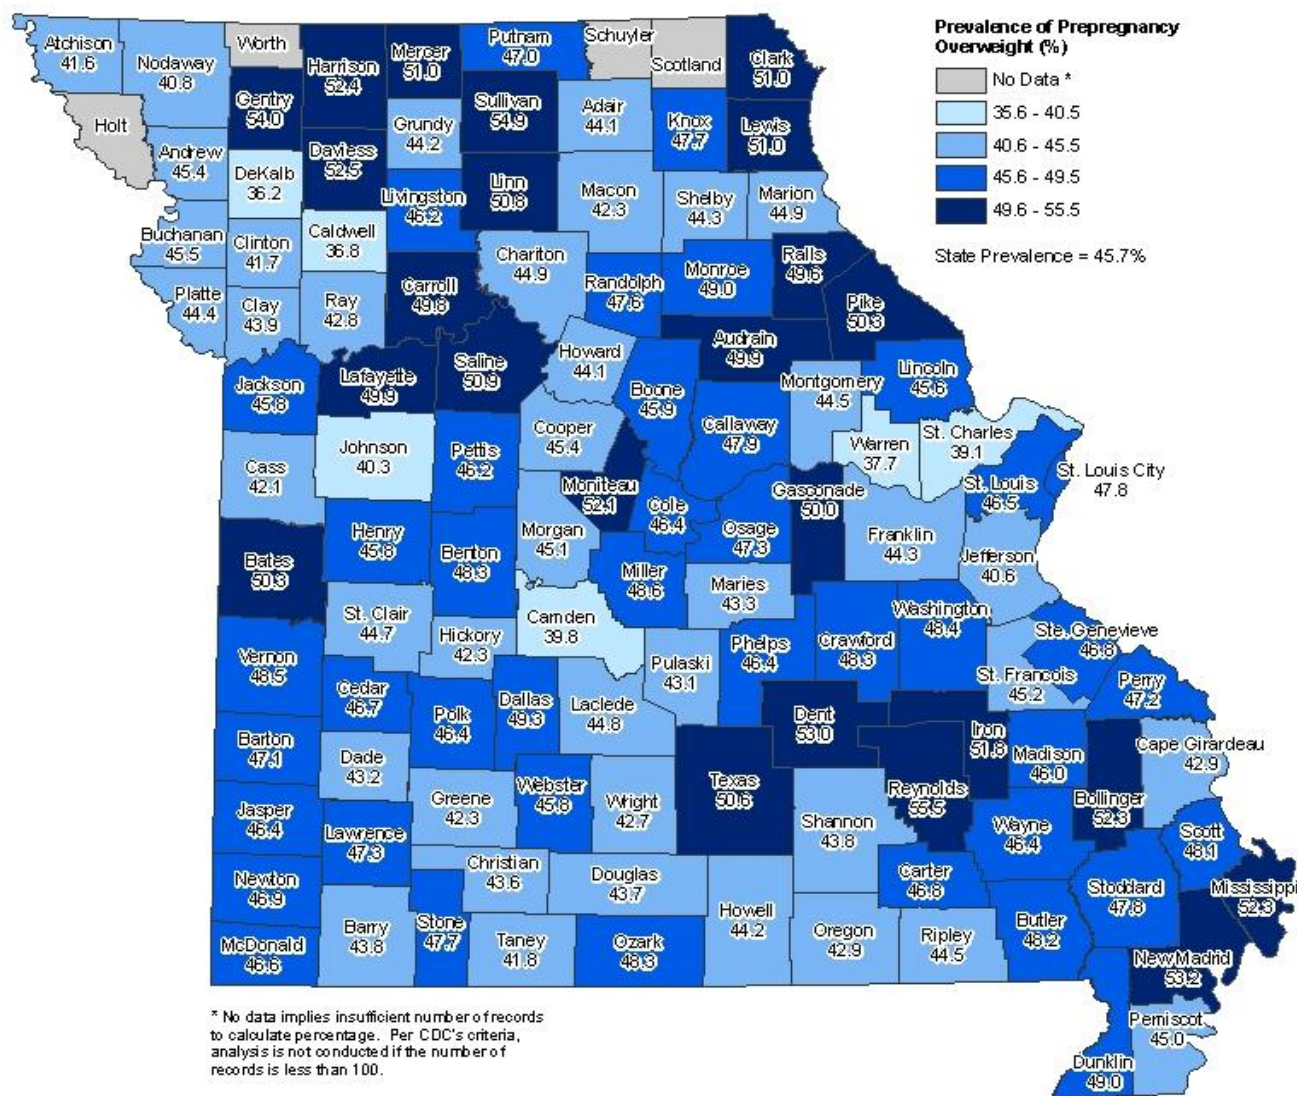 Prevalence of Prepregnancy
Overweight (%)
No Data *
35.6 - 40.5
40.6 - 45.5
45.6 - 49.5
49.6 - 55.5
State Prevalence = 45.7%
Atchison
41.6
Nodaway
40.8
Worth
Harrison
52.4
Mercer
51.0
Putnam
47.0
Schuyler
Scotland
Clark
51.0
Holt
Gentry
54.0
Sullivan
54.9
Adair
44.1
Knox
47.7
Lewis
51.0
Grundy
44.2
Andrew
45.4
DeKalb
36.2
Daviess
52.5
Livingston
46.2
Linn
50.8
Macon
42.3
Shelby
44.3
Marion
44.9
Buchanan
45.5
Clinton
41.7
Caldwell
36.8
Chariton
44.9
Randolph
47.6
Monroe
49.0
Ralls
49.6
Platte
44.4
Clay
43.9
Ray
42.8
Carroll
49.8
Pike
50.3
Audrain
49.9
Jackson
45.8
Lafayette
49.9
Saline
50.9
Howard
44.1
Boone
45.9
Callaway
47.9
Montgomery
44.5
Lincoln
45.6
Cass
42.1
Johnson
40.3
Pettis
46.2
Cooper
45.4
Moniteau
52.1
Cole
46.4
Osage
47.3
Gasconade
50.0
Warren
37.7
St. Charles
39.1
St. Louis
46.5
St. Louis City
47.8
Franklin
44.3
Jefferson
40.6
Bates
50.3
Henry
45.8
Benton
48.3
Morgan
45.1
Miller
48.6
Maries
43.3
St. Clair
44.7
Hickory
42.3
Camden
39.8
Pulaski
43.1
Phelps
46.4
Crawford
48.3
Washington
48.4
Ste. Genevieve
46.8
St. Francois
45.2
Perry
47.2
Vernon
48.5
Cedar
46.7
Polk
46.4
Dallas
49.3
Laclede
44.8
Dent
53.0
Iron
51.8
Madison
46.0
Cape Girardeau
42.9
Barton
47.1
Dade
43.2
Greene
42.3
Webster
45.8
Wright
42.7
Texas
50.6
Shannon
43.8
Reynolds
55.5
Wayne
46.4
Bollinger
52.3
Scott
48.1
Jasper
46.4
Lawrence
47.3
Christian
43.6
Douglas
43.7
Howell
44.2
Carter
46.8
Stoddard
47.8
Mississippi
52.3
Newton
46.9
Barry
43.8
Stone
47.7
Taney
41.8
Ozark
48.3
Oregon
42.9
Ripley
44.5
Butler
48.2
New Madrid
53.2
McDonald
46.6
Pemiscot
45.0
Dunklin
49.0
* No data implies insufficient number of records
to calculate percentage. Per CDC's criteria,
analysis is not conducted if the number of
records is less than 100.